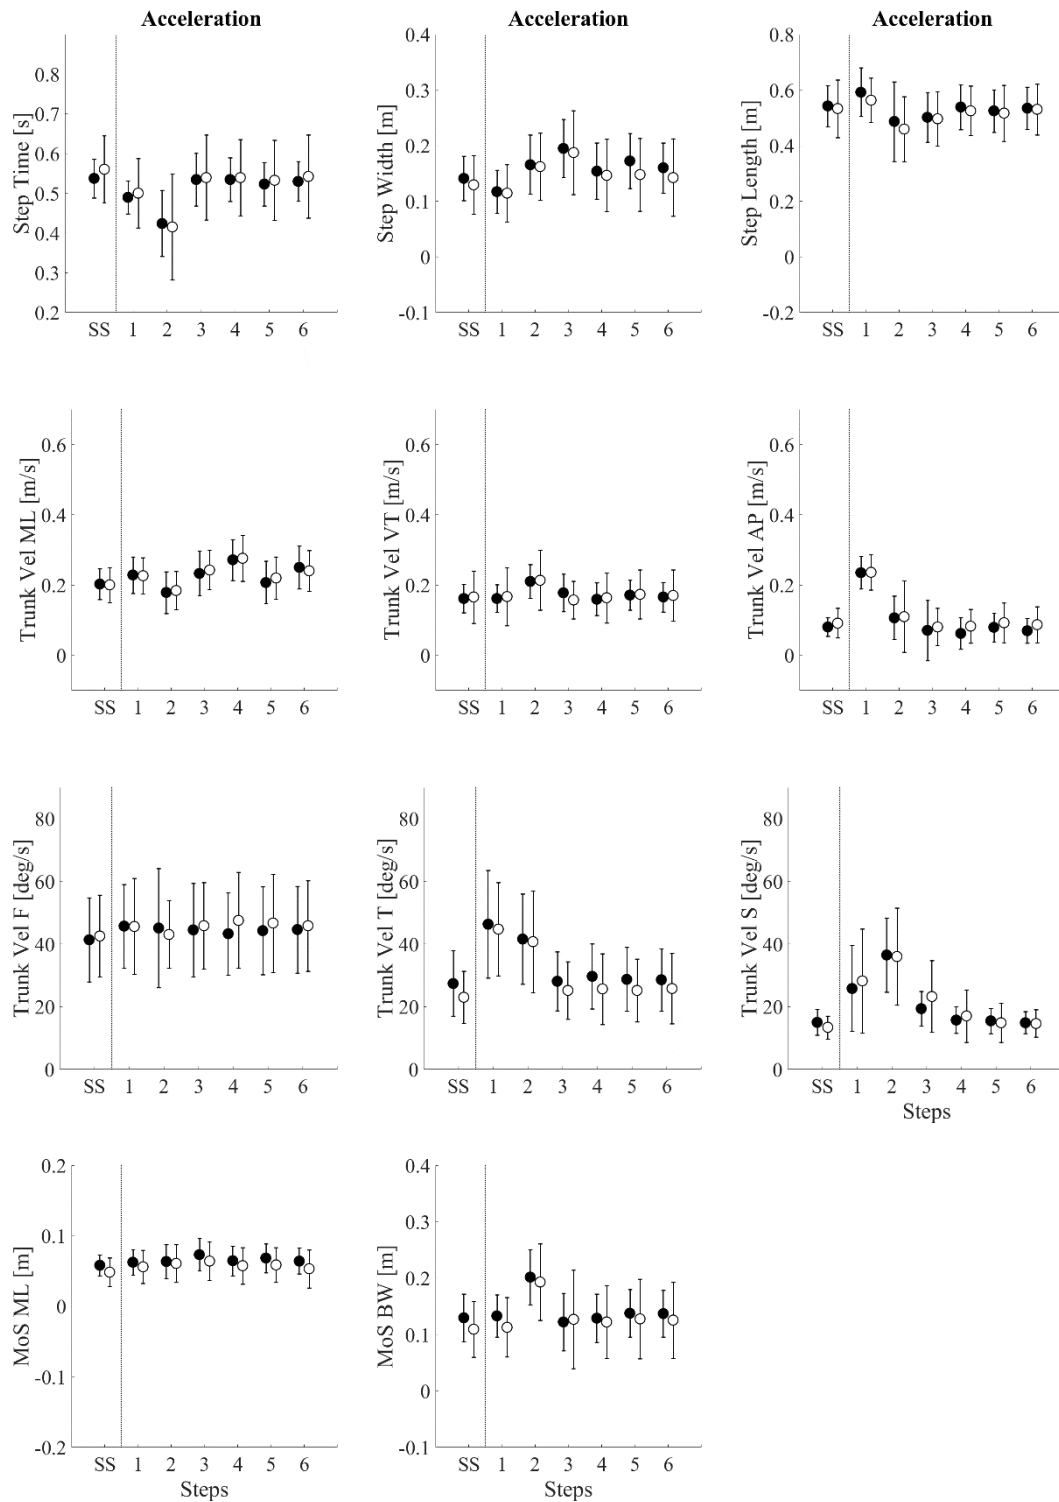 Acceleration Acceleration Acceleration
Step Time [s]
0.8
0.7
0.6
0.5
0.4
0.3
0.2
SS 1 2 3 4 5 6
Step Width [m]
0.4
0.3
0.2
0.1
0
-0.1
SS 1 2 3 4 5 6
Step Length [m]
0.8
0.6
0.4
0.2
0
-0.2
SS 1 2 3 4 5 6
Trunk Vel ML [m/s]
0.6
0.4
0.2
0
SS 1 2 3 4 5 6
Trunk Vel VT [m/s]
0.6
0.4
0.2
0
SS 1 2 3 4 5 6
Trunk Vel AP [m/s]
0.6
0.4
0.2
0
SS 1 2 3 4 5 6
Trunk Vel F [deg/s]
80
60
40
20
0
SS 1 2 3 4 5 6
Trunk Vel T [deg/s]
80
60
40
20
0
SS 1 2 3 4 5 6
Trunk Vel S [deg/s]
80
60
40
20
0
SS 1 2 3 4 5 6
Steps
MoS ML [m]
0.2
0.1
0
-0.1
-0.2
SS 1 2 3 4 5 6
Steps
MoS BW [m]
0.4
0.3
0.2
0.1
0
-0.1
SS 1 2 3 4 5 6
Steps